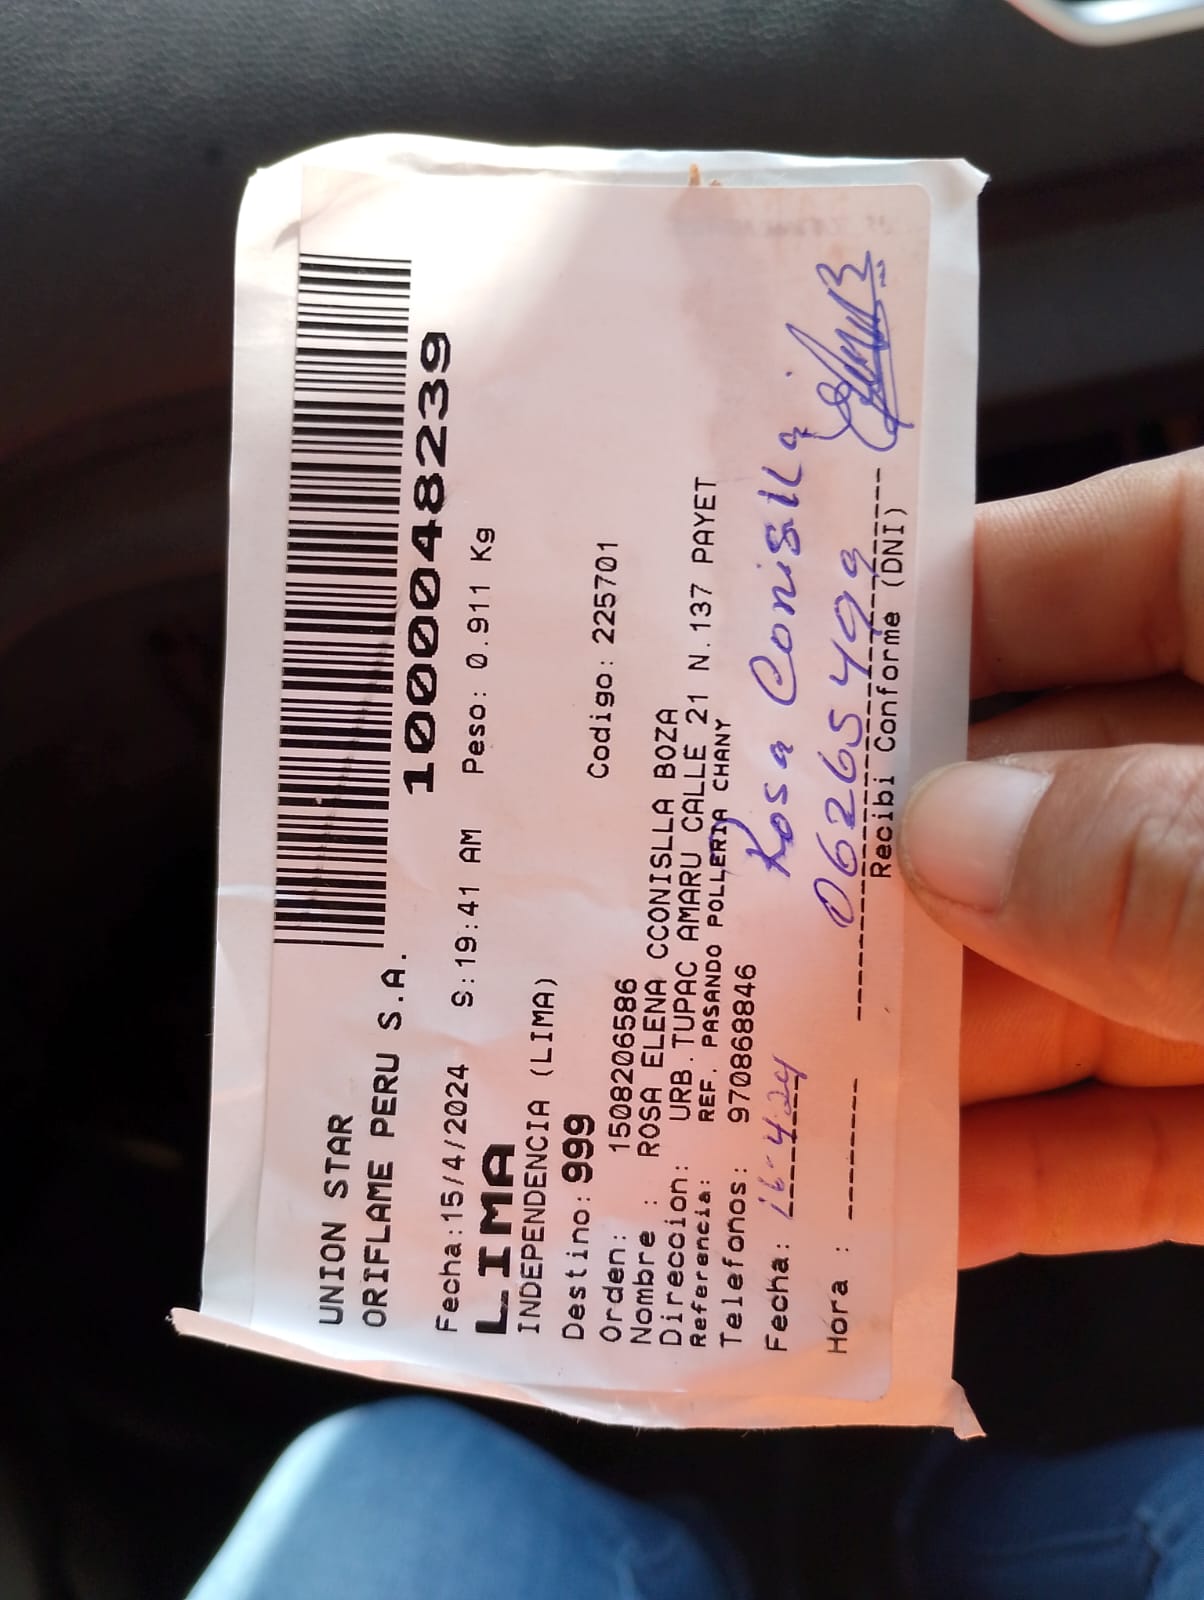 UNION STAR
ORIFLAME PERU S.A.
1000048239
Fecha:15/4/2024 S:19:41 AM Peso: 0.911 Kg
LIMA
INDEPENDENCIA (LIMA)
Destino: 999 Codigo: 225701
Orden: 1508206586
Nombre : ROSA ELENA CCONISLLA BOZA
Direccion: URB.TUPAC AMARU CALLE 21 N.137 PAYET
Referencia: REF. PASANDO POLLERIA CHANY
Telefonos: 970868846
Fecha: 16-4-24 Rosa Conislla
Hora : 06265499
Recibi Conforme (DNI)